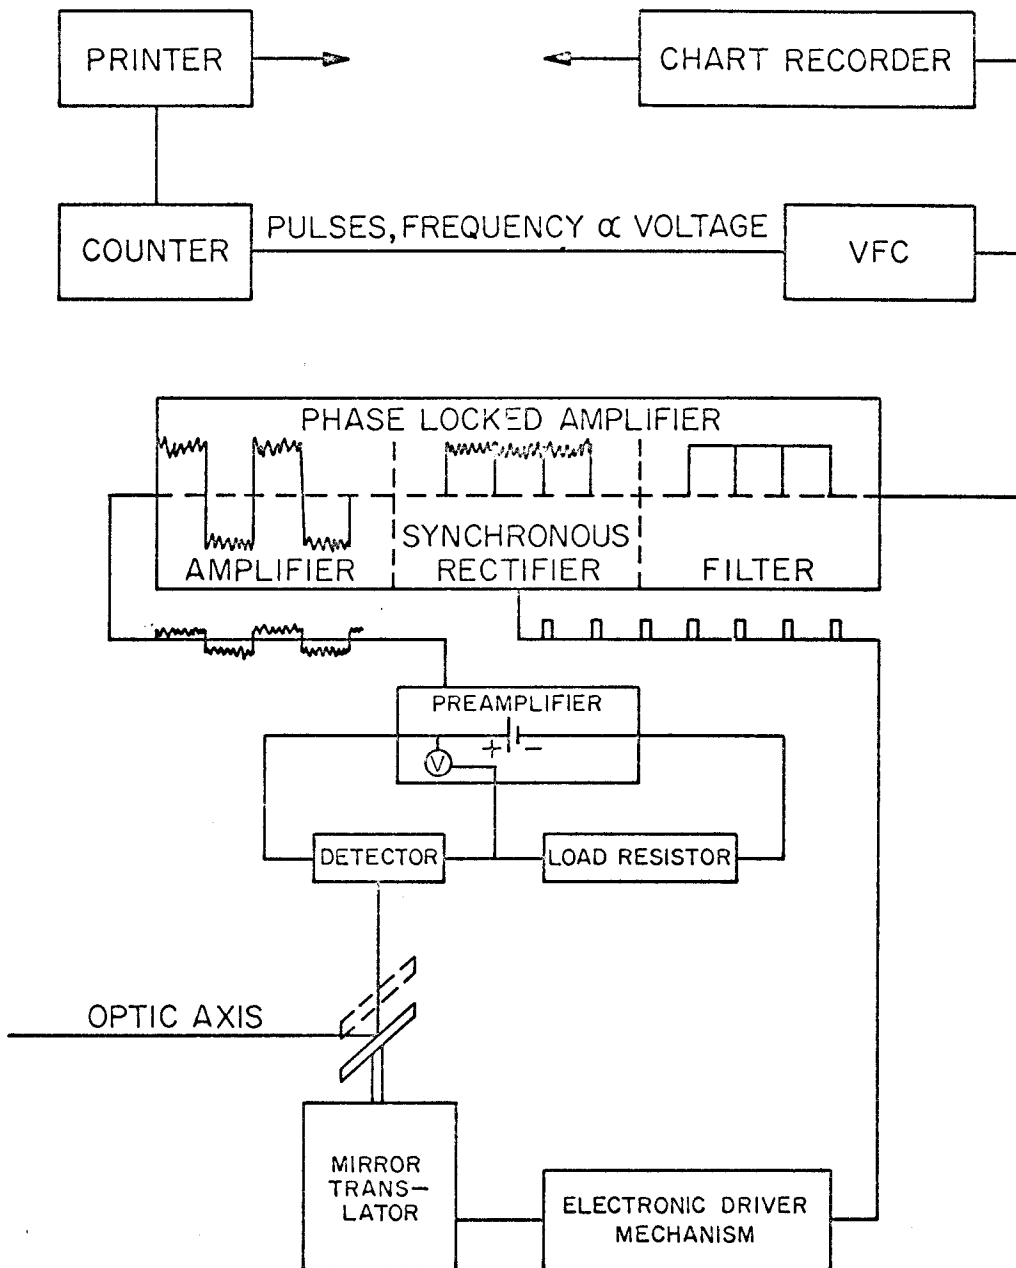 PRINTER
CHART RECORDER
COUNTER
PULSES, FREQUENCY ∝ VOLTAGE
VFC
PHASE LOCKED AMPLIFIER
AMPLIFIER
SYNCHRONOUS
RECTIFIER
FILTER
PREAMPLIFIER
+ -
V
DETECTOR
LOAD RESISTOR
OPTIC AXIS
MIRROR
TRANS-
LATOR
ELECTRONIC DRIVER
MECHANISM